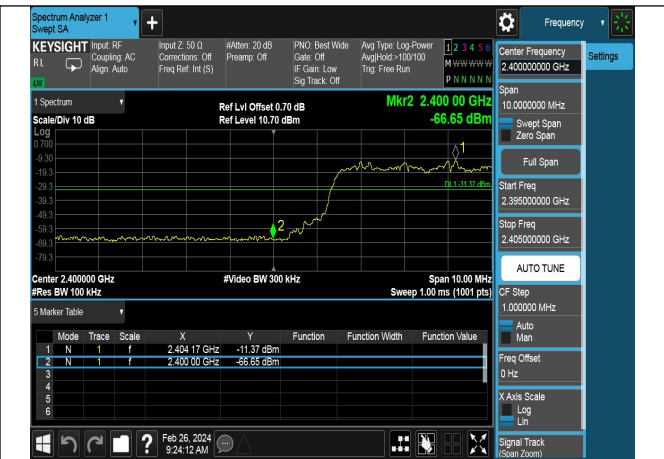 Spectrum Analyzer 1
Swept SA
+
Frequency
KEYSIGHT
RL
Input: RF
Coupling: AC
Align: Auto
Input Z: 50 Ω
Corrections: Off
Freq Ref: Int (S)
#Atten: 20 dB
Preamp: Off
PNO: Best Wide
Gate: Off
IF Gain: Low
Sig Track: Off
Avg Type: Log-Power
Avg|Hold:>100/100
Trig: Free Run
1 2 3 4 5 6
M W W W W W
P N N N N N
1 Spectrum
Scale/Div 10 dB
Ref Lvl Offset 0.70 dB
Ref Level 10.70 dBm
Mkr2 2.400 00 GHz
-66.65 dBm
Log
0.700
-9.30
-19.3
-29.3
-39.3
-49.3
-59.3
-69.3
-79.3
1
DL1 -31.37 dBm
2
Center 2.400000 GHz
#Video BW 300 kHz
Span 10.00 MHz
#Res BW 100 kHz
Sweep 1.00 ms (1001 pts)
5 Marker Table
Mode Trace Scale X Y Function Function Width Function Value
1 N 1 f 2.404 17 GHz -11.37 dBm
2 N 1 f 2.400 00 GHz -66.65 dBm
3
4
5
6
Center Frequency
2.400000000 GHz
Settings
Span
10.0000000 MHz
Swept Span
Zero Span
Full Span
Start Freq
2.395000000 GHz
Stop Freq
2.405000000 GHz
AUTO TUNE
CF Step
1.000000 MHz
Auto
Man
Freq Offset
0 Hz
X Axis Scale
Log
Lin
Signal Track
(Span Zoom)
?
Feb 26, 2024
9:24:12 AM